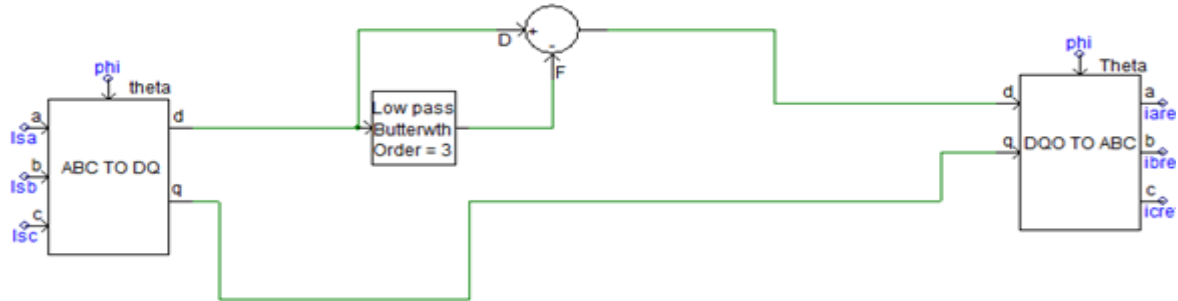 phi
theta
a
Isa
b
Isb
c
Isc
ABC TO DQ
d
q
Low pass
Butterwth
Order = 3
D
+
-
F
phi
Theta
d
q
DQO TO ABC
a
iare
b
ibre
c
icre